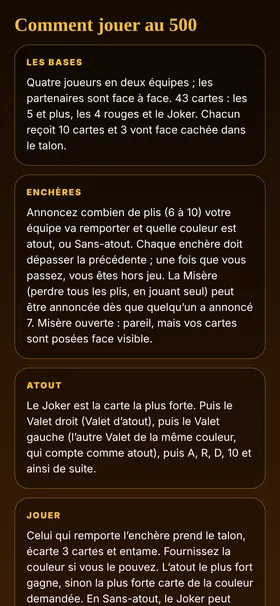 Comment jouer au 500
LES BASES
Quatre joueurs en deux équipes ; les
partenaires sont face à face. 43 cartes : les
5 et plus, les 4 rouges et le Joker. Chacun
reçoit 10 cartes et 3 vont face cachée dans
le talon.
ENCHÈRES
Annoncez combien de plis (6 à 10) votre
équipe va remporter et quelle couleur est
atout, ou Sans-atout. Chaque enchère doit
dépasser la précédente ; une fois que vous
passez, vous êtes hors jeu. La Misère
(perdre tous les plis, en jouant seul) peut
être annoncée dès que quelqu’un a annoncé
7. Misère ouverte : pareil, mais vos cartes
sont posées face visible.
ATOUT
Le Joker est la carte la plus forte. Puis le
Valet droit (Valet d’atout), puis le Valet
gauche (l’autre Valet de la même couleur,
qui compte comme atout), puis A, R, D, 10 et
ainsi de suite.
JOUER
Celui qui remporte l’enchère prend le talon,
écarte 3 cartes et entame. Fournissez la
couleur si vous le pouvez. L’atout le plus fort
gagne, sinon la plus forte carte de la couleur
demandée. En Sans-atout, le Joker peut